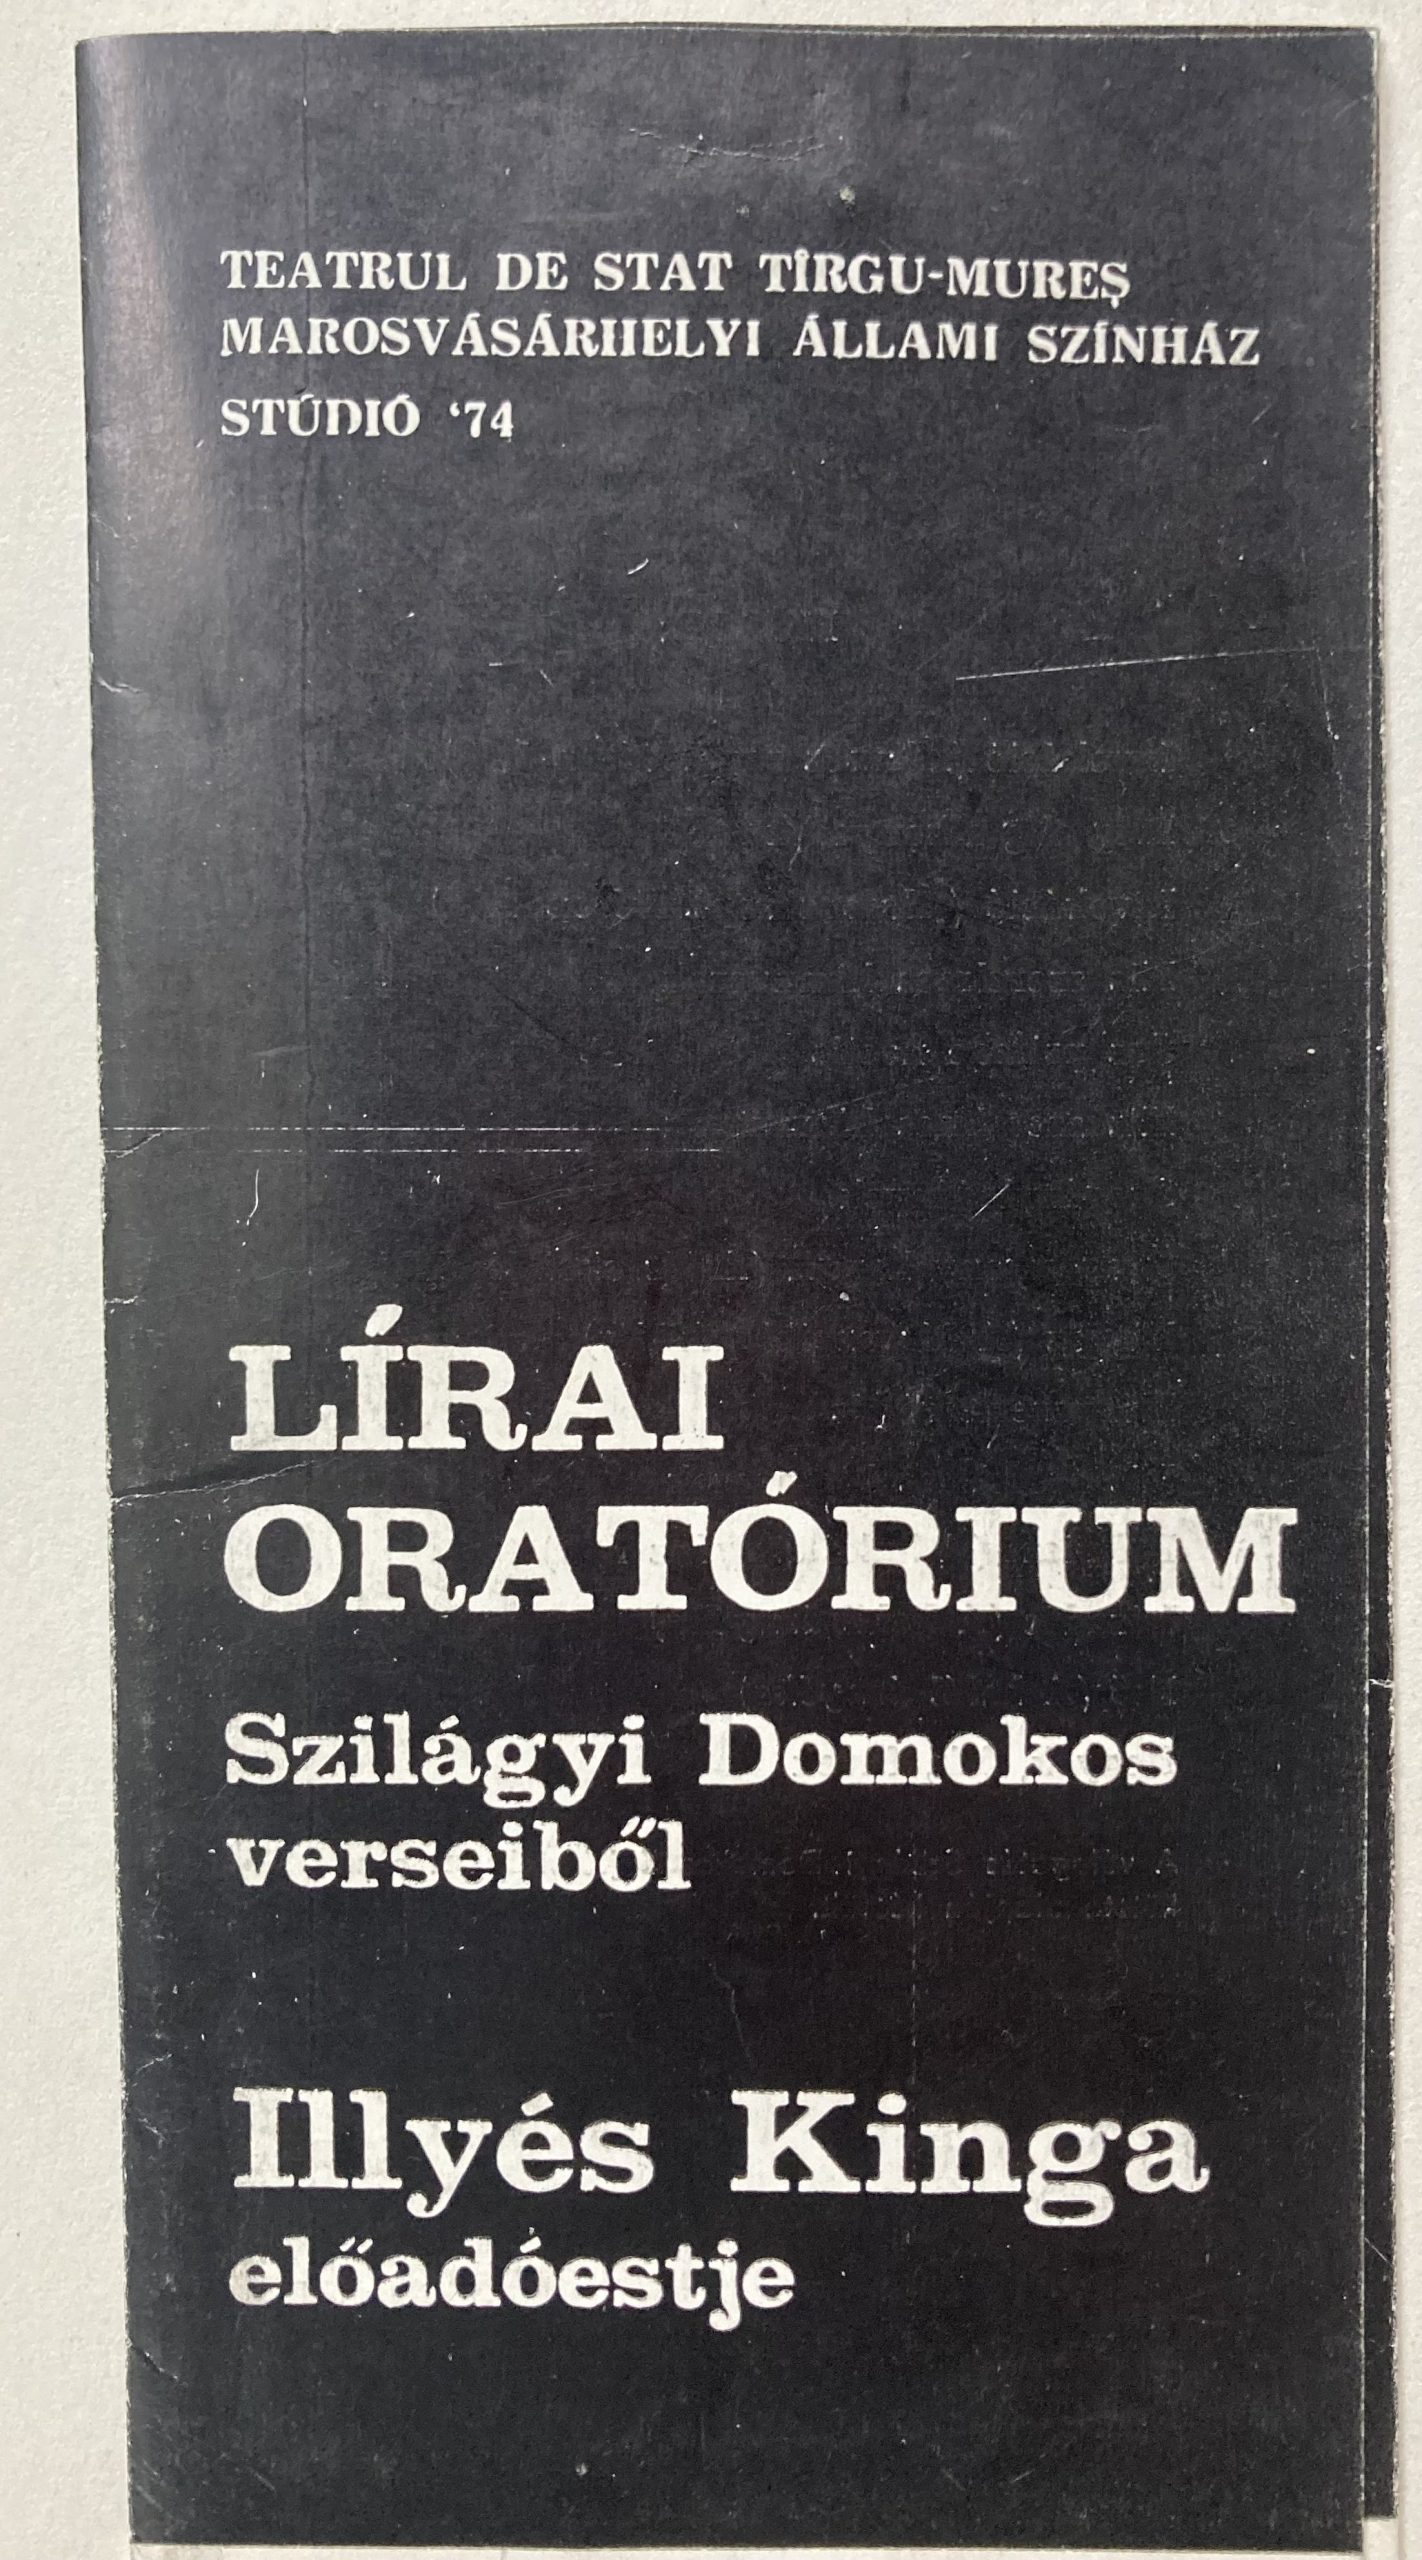 TEATRUL DE STAT TÎRGU-MUREŞ
MAROSVÁSÁRHELYI ÁLLAMI SZÍNHÁZ
STÚDIÓ '74
LÍRAI
ORATÓRIUM
Szilágyi Domokos
verseiből
Illyés Kinga
előadóestje